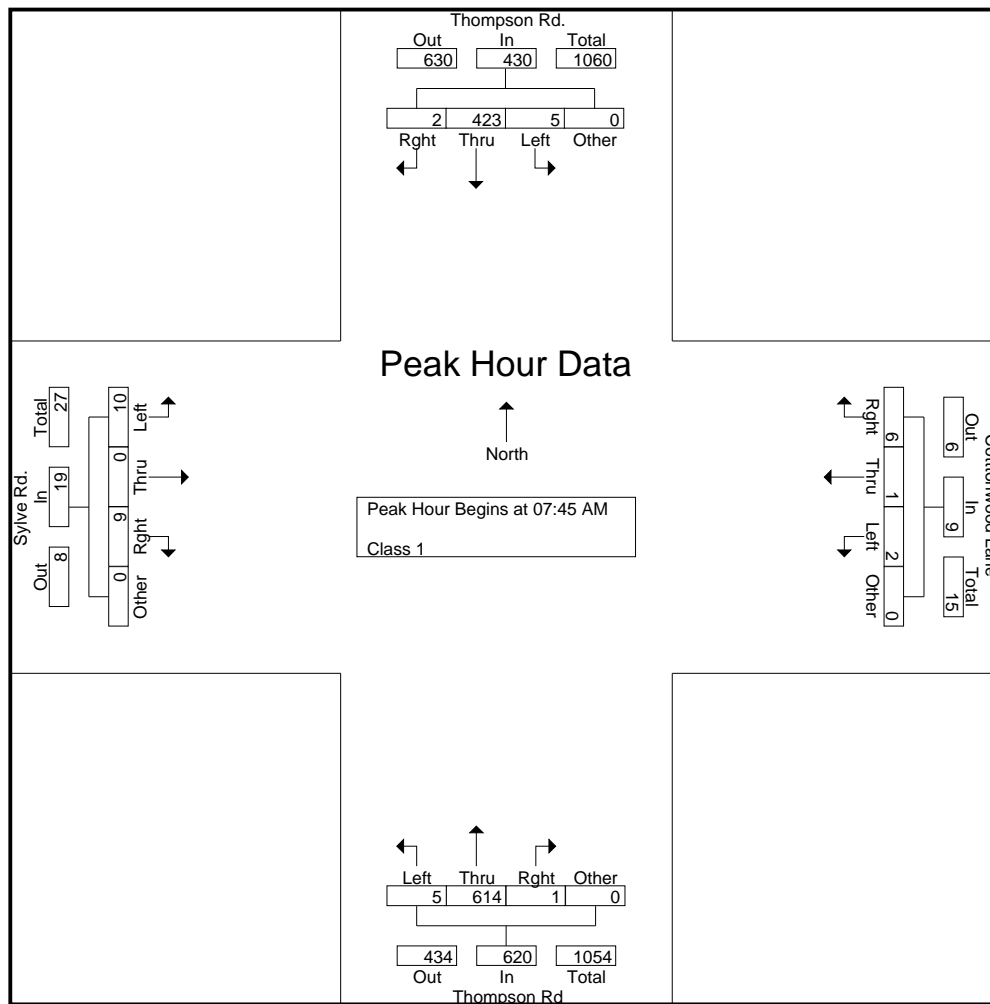 Thompson Rd.
Out In Total
630 430 1060
2 423 5 0
Rght Thru Left Other
Peak Hour Data
North
Peak Hour Begins at 07:45 AM
Class 1
Sylve Rd.
Total In Out
27 19 8
10 0 9 0
Left Thru Rght Other
Rght Thru Left Other
6 1 2 0
6 9 15
Out In Total
Cottonwood Lane
Left Thru Rght Other
5 614 1 0
434 620 1054
Out In Total
Thompson Rd